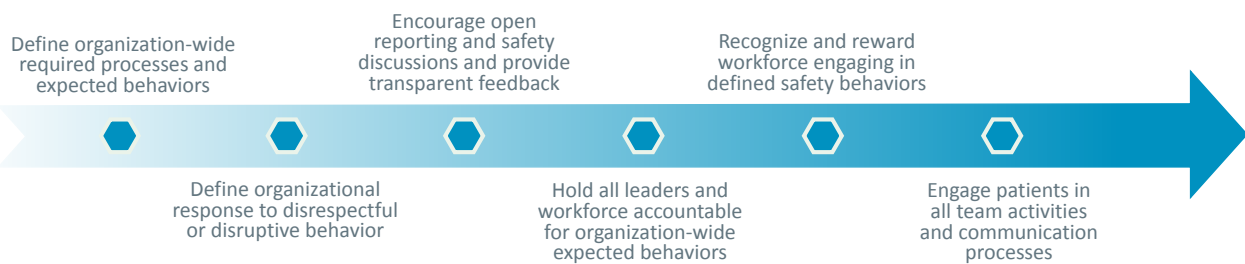 Define organization-wide
required processes and
expected behaviors
Define organizational
response to disrespectful
or disruptive behavior
Encourage open
reporting and safety
discussions and provide
transparent feedback
Hold all leaders and
workforce accountable
for organization-wide
expected behaviors
Recognize and reward
workforce engaging in
defined safety behaviors
Engage patients in
all team activities
and communication
processes